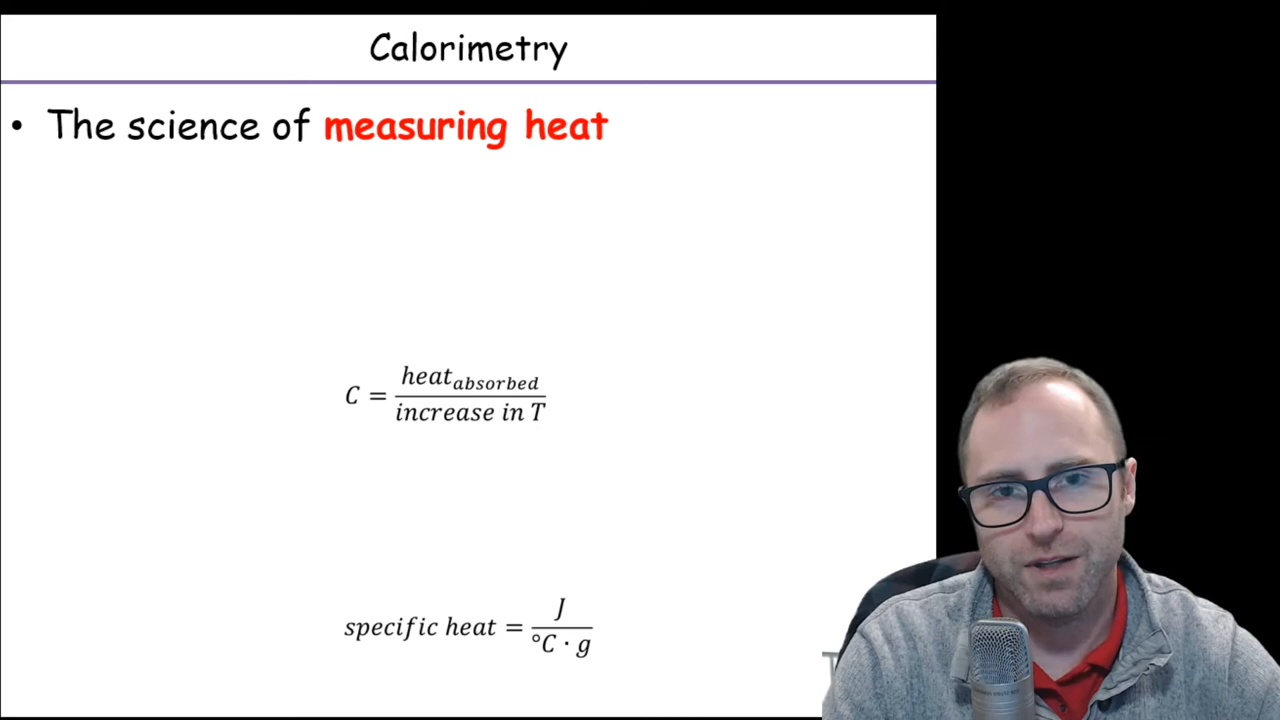 Calorimetry
• The science of measuring heat
C = heat_absorbed / increase in T
specific heat = J / °C · g